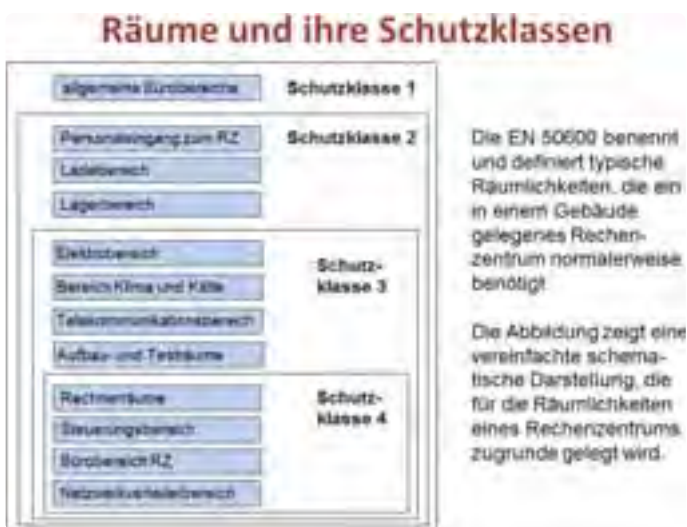 Räume und ihre Schutzklassen
allgemeine Bürobereiche
Schutzklasse 1
Personaleingang zum RZ
Schutzklasse 2
Ladebereich
Lagerbereich
Elektrobereich
Schutz-
klasse 3
Bereich Klima und Kälte
Telekommunikationsbereich
Aufbau- und Testräume
Rechnerräume
Schutz-
klasse 4
Steuerungsbereich
Bürobereich RZ
Netzwerkverteilerbereich
Die EN 50600 benennt
und definiert typische
Räumlichkeiten, die ein
in einem Gebäude
gelegenes Rechen-
zentrum normalerweise
benötigt
Die Abbildung zeigt eine
vereinfachte schema-
tische Darstellung, die
für die Räumlichkeiten
eines Rechenzentrums
zugrunde gelegt wird.